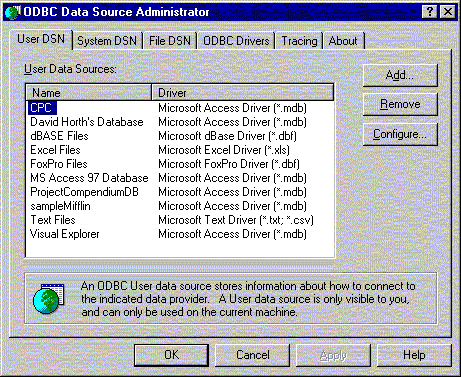 ODBC Data Source Administrator
User DSN System DSN File DSN ODBC Drivers Tracing About
User Data Sources:
Name Driver
CPC Microsoft Access Driver (*.mdb)
David Horth's Database Microsoft Access Driver (*.mdb)
dBASE Files Microsoft dBase Driver (*.dbf)
Excel Files Microsoft Excel Driver (*.xls)
FoxPro Files Microsoft FoxPro Driver (*.dbf)
MS Access 97 Database Microsoft Access Driver (*.mdb)
ProjectCompendiumDB Microsoft Access Driver (*.mdb)
sampleMifflin Microsoft Access Driver (*.mdb)
Text Files Microsoft Text Driver (*.txt; *.csv)
Visual Explorer Microsoft Access Driver (*.mdb)
Add...
Remove
Configure...
An ODBC User data source stores information about how to connect
to the indicated data provider. A User data source is only visible to you,
and can only be used on the current machine.
OK Cancel Apply Help